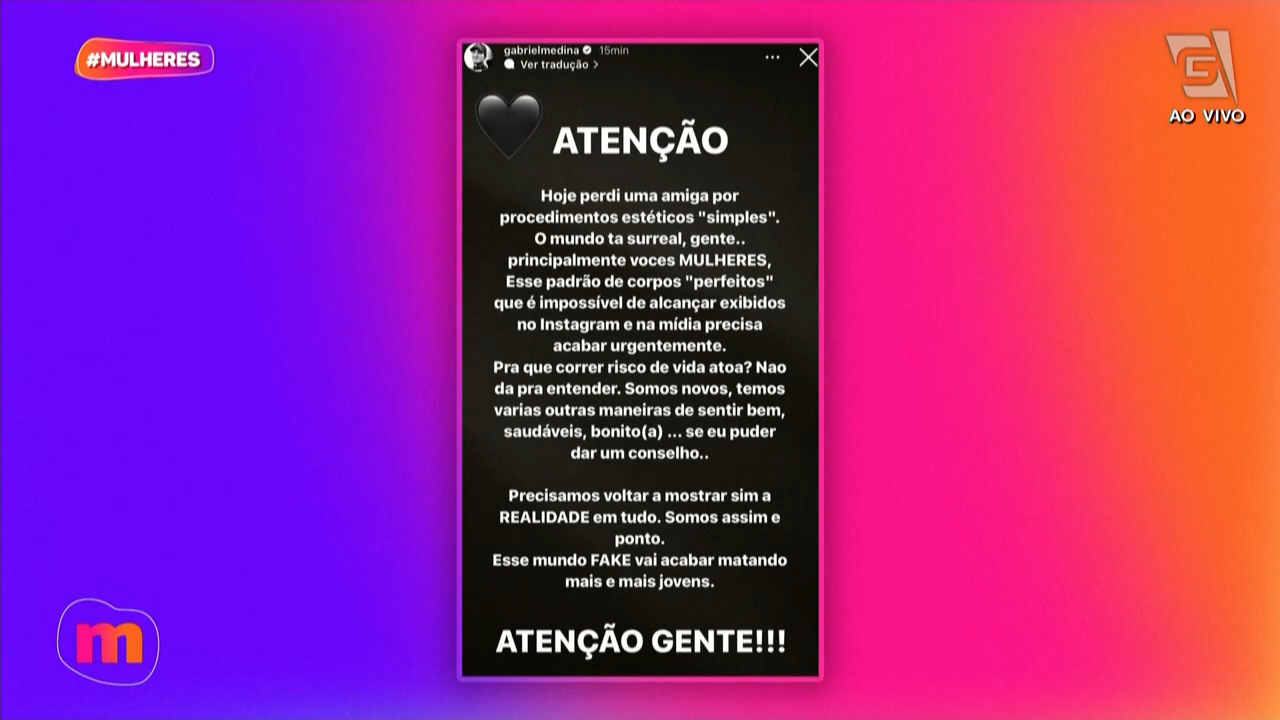 #MULHERES
gabrielmedina 15min
Ver tradução >
G
AO VIVO
ATENÇÃO
Hoje perdi uma amiga por
procedimentos estéticos "simples".
O mundo ta surreal, gente..
principalmente voces MULHERES,
Esse padrão de corpos "perfeitos"
que é impossível de alcançar exibidos
no Instagram e na mídia precisa
acabar urgentemente.
Pra que correr risco de vida atoa? Nao
da pra entender. Somos novos, temos
varias outras maneiras de sentir bem,
saudáveis, bonito(a) ... se eu puder
dar um conselho..
Precisamos voltar a mostrar sim a
REALIDADE em tudo. Somos assim e
ponto.
Esse mundo FAKE vai acabar matando
mais e mais jovens.
ATENÇÃO GENTE!!!
m